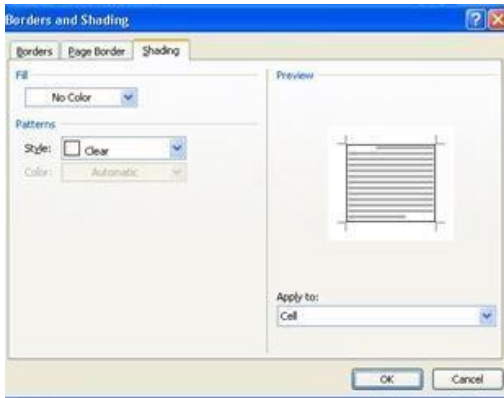 Borders and Shading
Borders Page Border Shading
Fill
No Color
Patterns
Style: Clear
Color: Automatic
Preview
Apply to:
Cell
OK Cancel